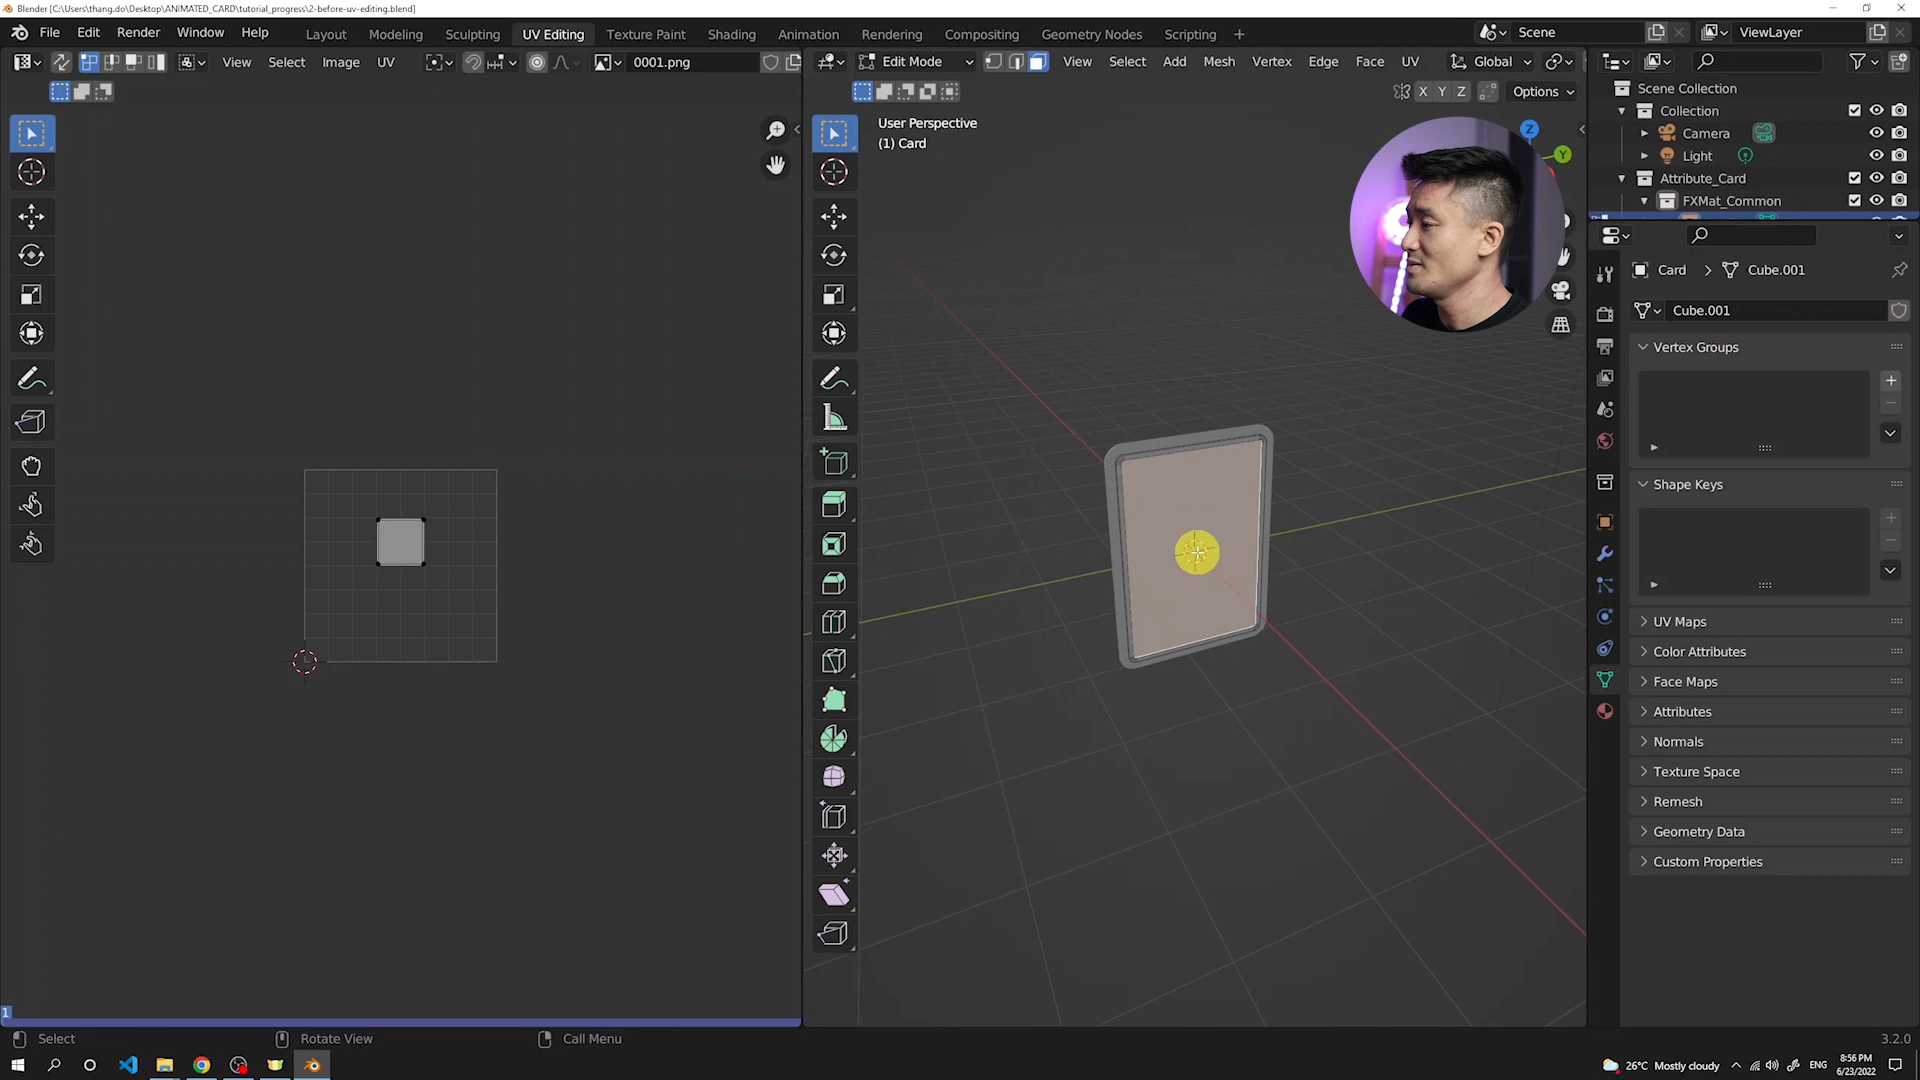 Blender [C:\Users\thang.do\Desktop\ANIMATED_CARD\tutorial_progress\2-before-uv-editing.blend]
File Edit Render Window Help Layout Modeling Sculpting UV Editing Texture Paint Shading Animation Rendering Compositing Geometry Nodes Scripting Scene ViewLayer
View Select Image UV 0001.png
Edit Mode View Select Add Mesh Vertex Edge Face UV Global
X Y Z Options
User Perspective
(1) Card
Z
Y
Scene Collection
Collection
Camera
Light
Attribute_Card
FXMat_Common
Card Cube.001
Cube.001
Vertex Groups
Shape Keys
UV Maps
Color Attributes
Face Maps
Attributes
Normals
Texture Space
Remesh
Geometry Data
Custom Properties
1
Select Rotate View Call Menu 3.2.0
26°C Mostly cloudy ENG 8:56 PM
6/23/2022